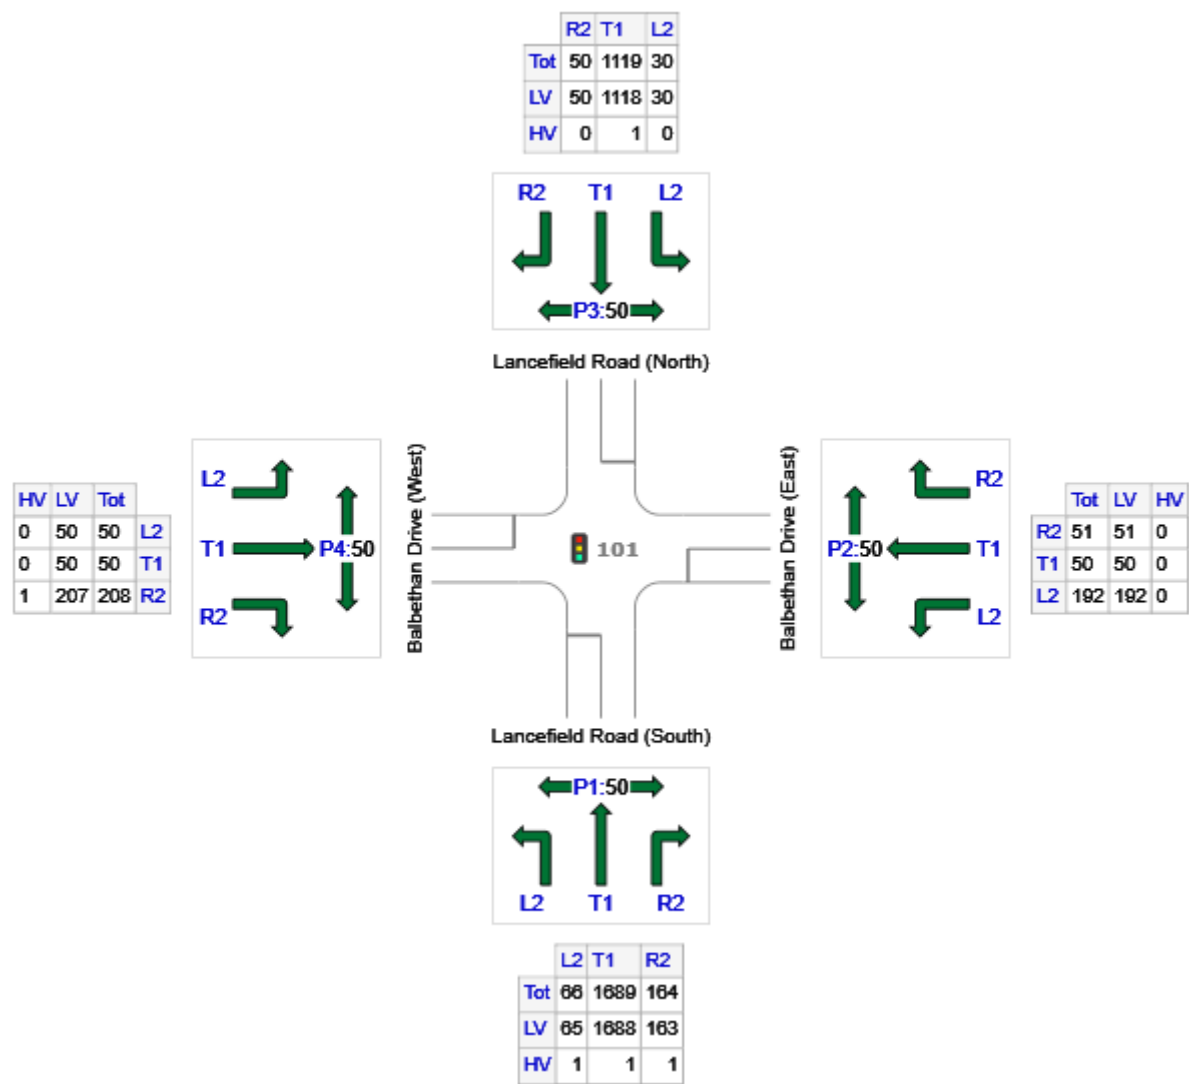 R2 T1 L2
Tot 50 1119 30
LV 50 1118 30
HV 0 1 0
R2 T1 L2
P3:50
Lancefield Road (North)
HV LV Tot
0 50 50 L2
0 50 50 T1
1 207 208 R2
L2
T1
P4:50
R2
Balbethan Drive (West)
101
Balbethan Drive (East)
R2
P2:50
T1
L2
Tot LV HV
R2 51 51 0
T1 50 50 0
L2 192 192 0
Lancefield Road (South)
P1:50
L2 T1 R2
L2 T1 R2
Tot 66 1689 164
LV 65 1688 163
HV 1 1 1